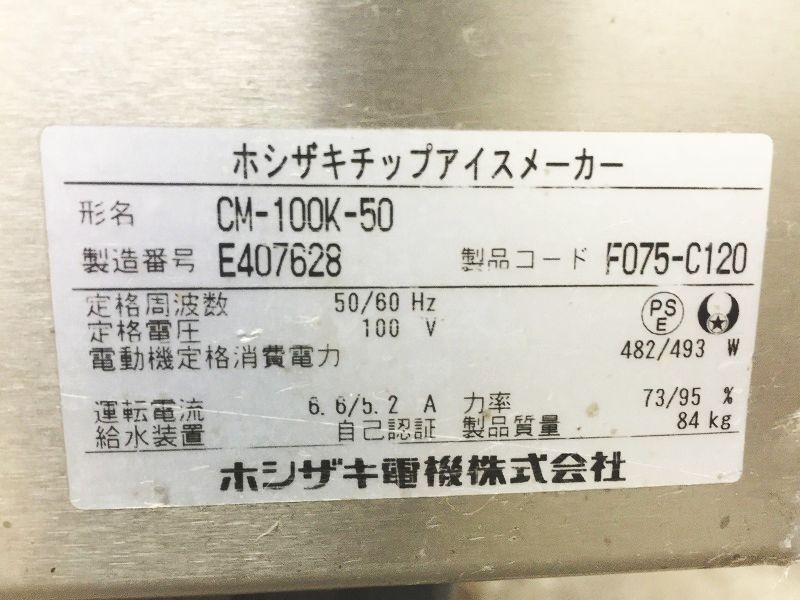 ホシザキチップアイスメーカー
形名 CM-100K-50
製造番号 E407628 製品コード F075-C120
定格周波数 50/60 Hz
定格電圧 100 V
PS E
電動機定格消費電力 482/493 W
運転電流 6.6/5.2 A 力率 73/95 %
給水装置 自己認証 製品質量 84 kg
ホシザキ電機株式会社